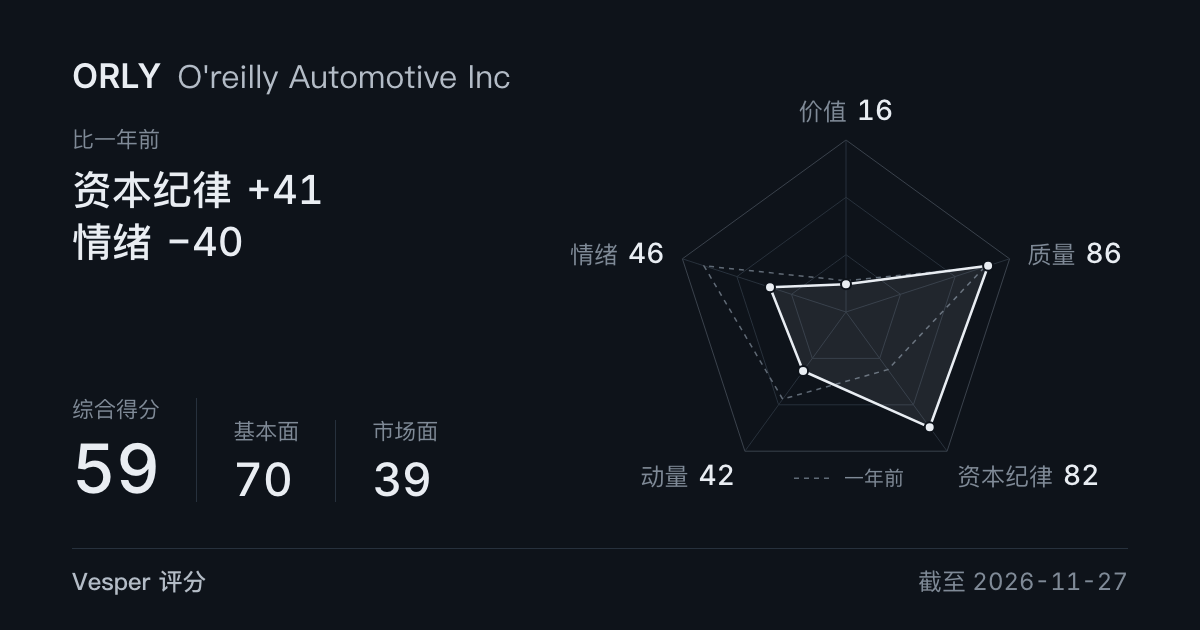 ORLY O'reilly Automotive Inc
比一年前
资本纪律 +41
情绪 −40
价值 16
情绪 46
质量 86
动量 42
一年前
资本纪律 82
综合得分
59
基本面
70
市场面
39
Vesper 评分
截至 2026-11-27